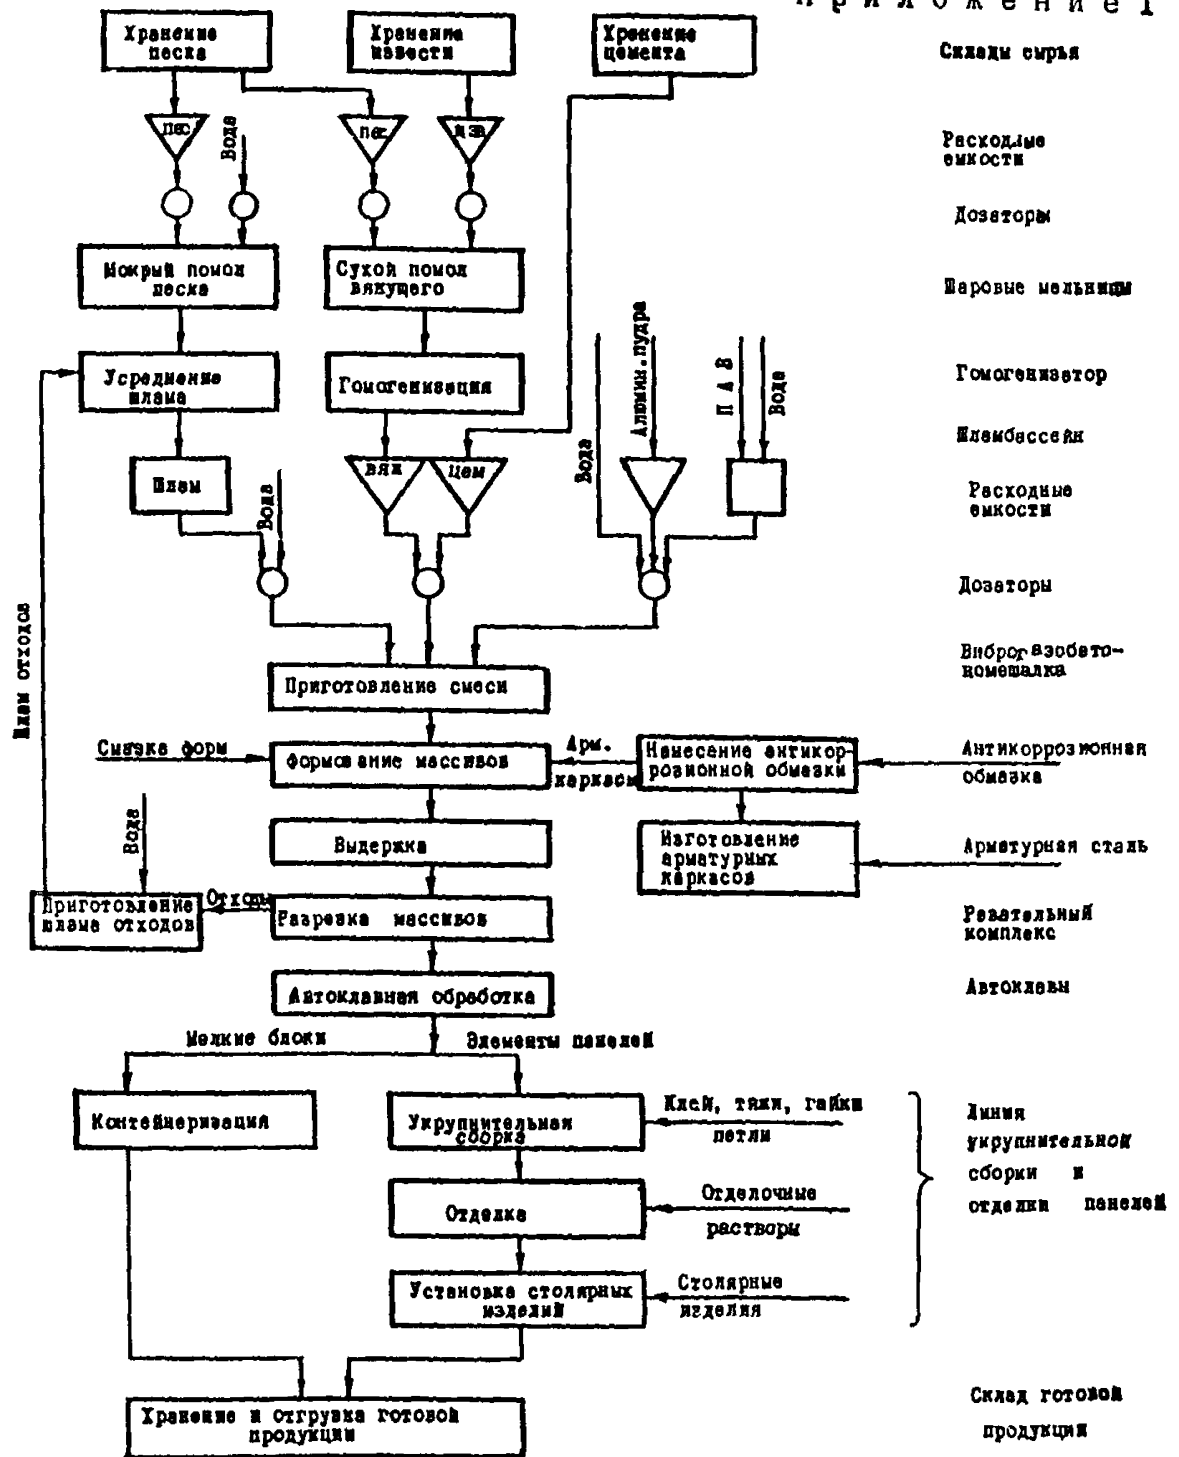 Приложение 1
Хранение
песка
Хранение
извести
Хранение
цемента
Склады сырья
пес
Вода
пес
изв
Расходные
емкости
Дозаторы
Мокрый помол
песка
Сухой помол
вяжущего
Шаровые мельницы
Усреднение
шлама
Гомогенизация
Вода
Алюмин.пудра
ПАВ
Вода
Гомогенизатор
Шламбассейн
Шлам
Вода
вяж
цем
Расходные
емкости
Дозаторы
Шлам отходов
Виброгазобето-
номешалка
Приготовление смеси
Смазка форм
Формование массивов
Арм.
каркасы
Нанесение антикор-
розионной обмазки
Антикоррозионная
обмазка
Вода
Выдержка
Изготовление
арматурных
каркасов
Арматурная сталь
Приготовление
шлама отходов
Отходы
Разрезка массивов
Резательный
комплекс
Автоклавная обработка
Автоклавы
Мелкие блоки
Элементы панелей
Контейнеризация
Укрупнительная
сборка
Клей, тяжи, гайки
петли
Линия
укрупнительной
сборки и
отделки панелей
Отделка
Отделочные
растворы
Установка столярных
изделий
Столярные
изделия
Хранение и отгрузка готовой
продукции
Склад готовой
продукции